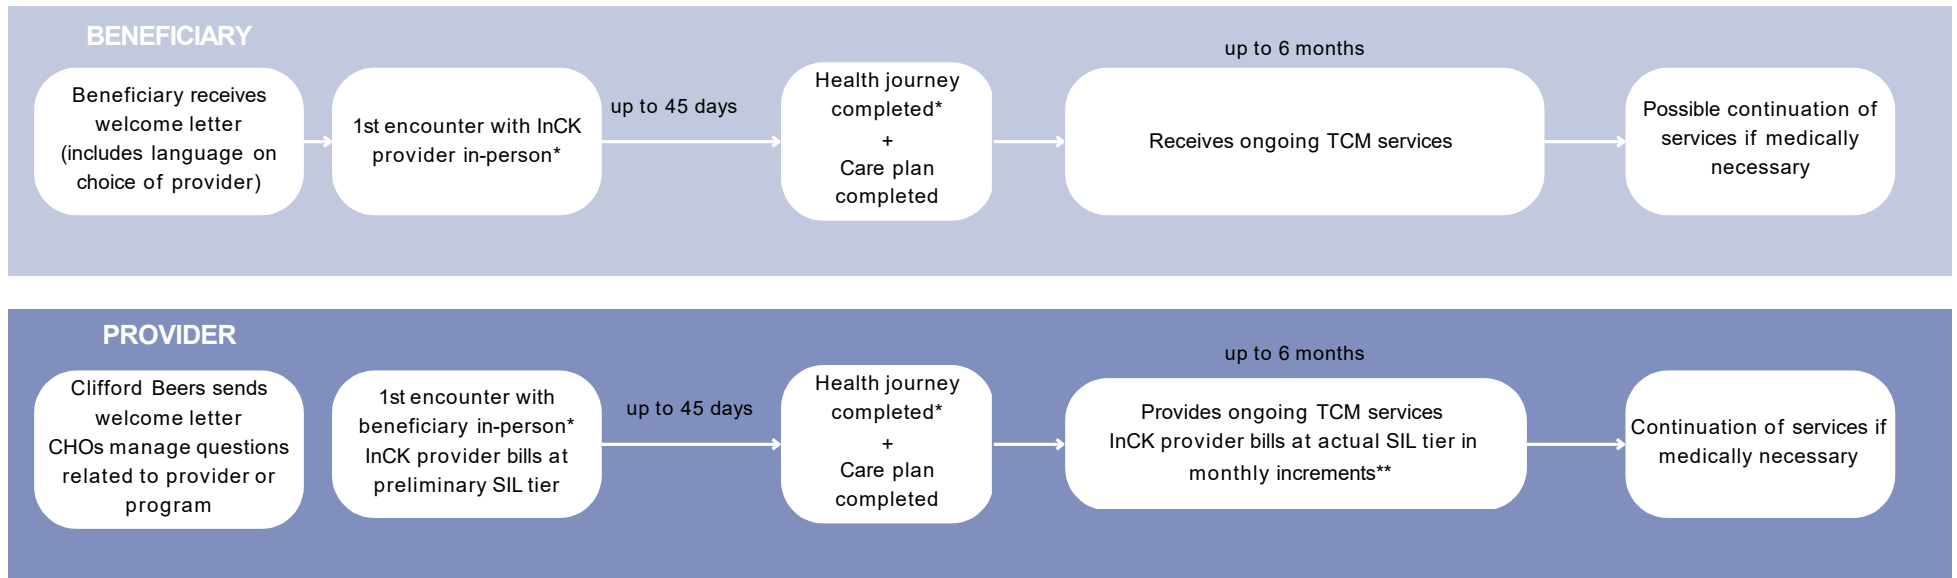 BENEFICIARY
Beneficiary receives
welcome letter
(includes language on
choice of provider)
1st encounter with InCK
provider in-person*
up to 45 days
Health journey
completed*
+
Care plan
completed
up to 6 months
Receives ongoing TCM services
Possible continuation of
services if medically
necessary
PROVIDER
Clifford Beers sends
welcome letter
CHOs manage questions
related to provider or
program
1st encounter with
beneficiary in-person*
InCK provider bills at
preliminary SIL tier
up to 45 days
Health journey
completed*
+
Care plan
completed
up to 6 months
Provides ongoing TCM services
InCK provider bills at actual SIL tier in
monthly increments**
Continuation of services if
medically necessary